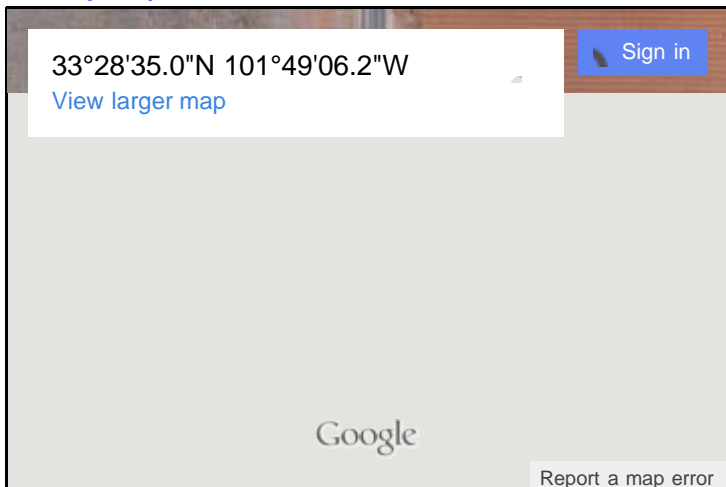 33°28'35.0"N 101°49'06.2"W
Sign in
View larger map
Google
Report a map error